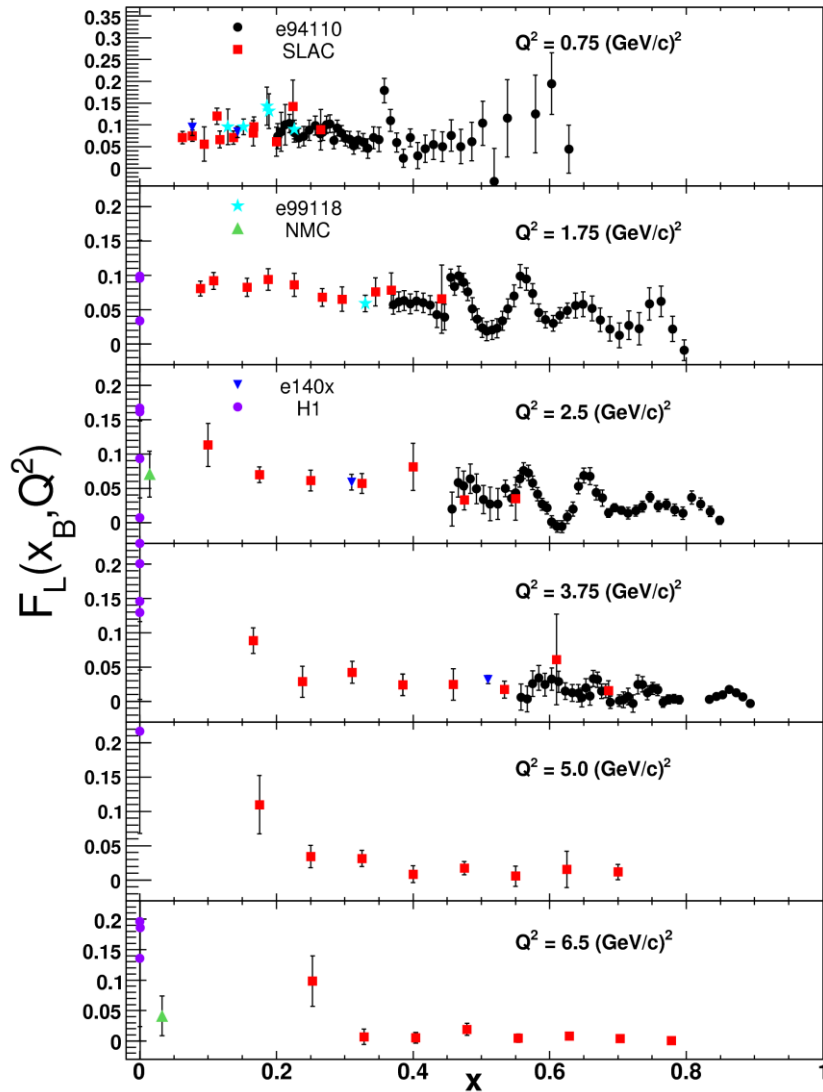 e94110
SLAC
Q² = 0.75 (GeV/c)²
0.35
0.3
0.25
0.2
0.15
0.1
0.05
0
e99118
NMC
Q² = 1.75 (GeV/c)²
0.2
0.15
0.1
0.05
0
e140x
H1
Q² = 2.5 (GeV/c)²
0.2
0.15
0.1
0.05
0
F_L(x_B, Q²)
Q² = 3.75 (GeV/c)²
0.2
0.15
0.1
0.05
0
Q² = 5.0 (GeV/c)²
0.2
0.15
0.1
0.05
0
Q² = 6.5 (GeV/c)²
0.2
0.15
0.1
0.05
0
0 0.2 0.4 0.6 0.8 1
x